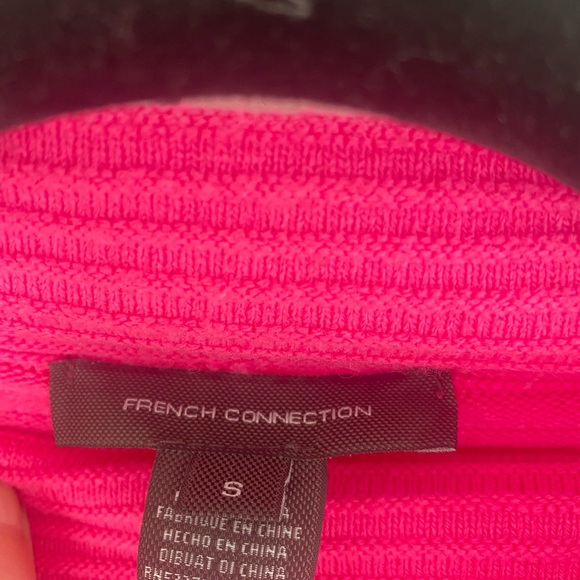 FRENCH CONNECTION
S
FABRIQUE EN CHINE
HECHO EN CHINA
DIBUAT DI CHINA